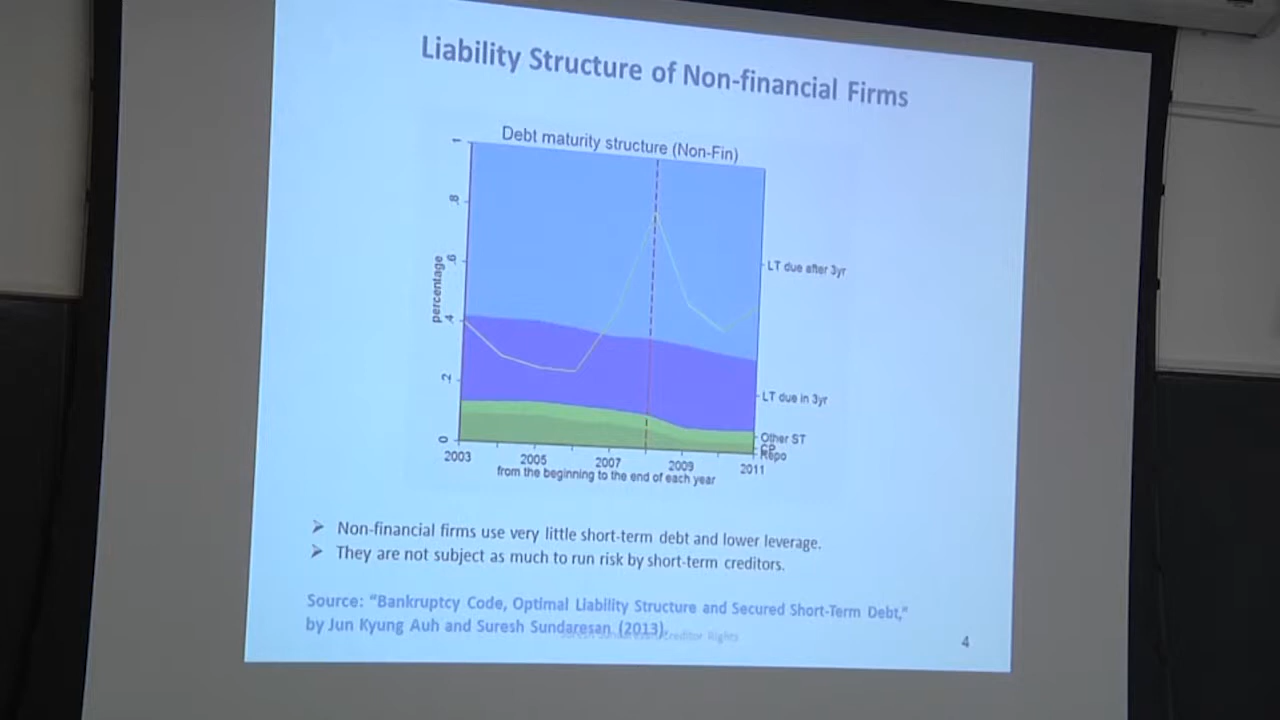 Liability Structure of Non-financial Firms
Debt maturity structure (Non-Fin)
percentage
1
.8
.6
.4
.2
0
LT due after 3yr
LT due in 3yr
Other ST
CP
Repo
2003 2005 2007 2009 2011
from the beginning to the end of each year
➢ Non-financial firms use very little short-term debt and lower leverage.
➢ They are not subject as much to run risk by short-term creditors.
Source: "Bankruptcy Code, Optimal Liability Structure and Secured Short-Term Debt,"
by Jun Kyung Auh and Suresh Sundaresan (2013).
Creditor Rights
4